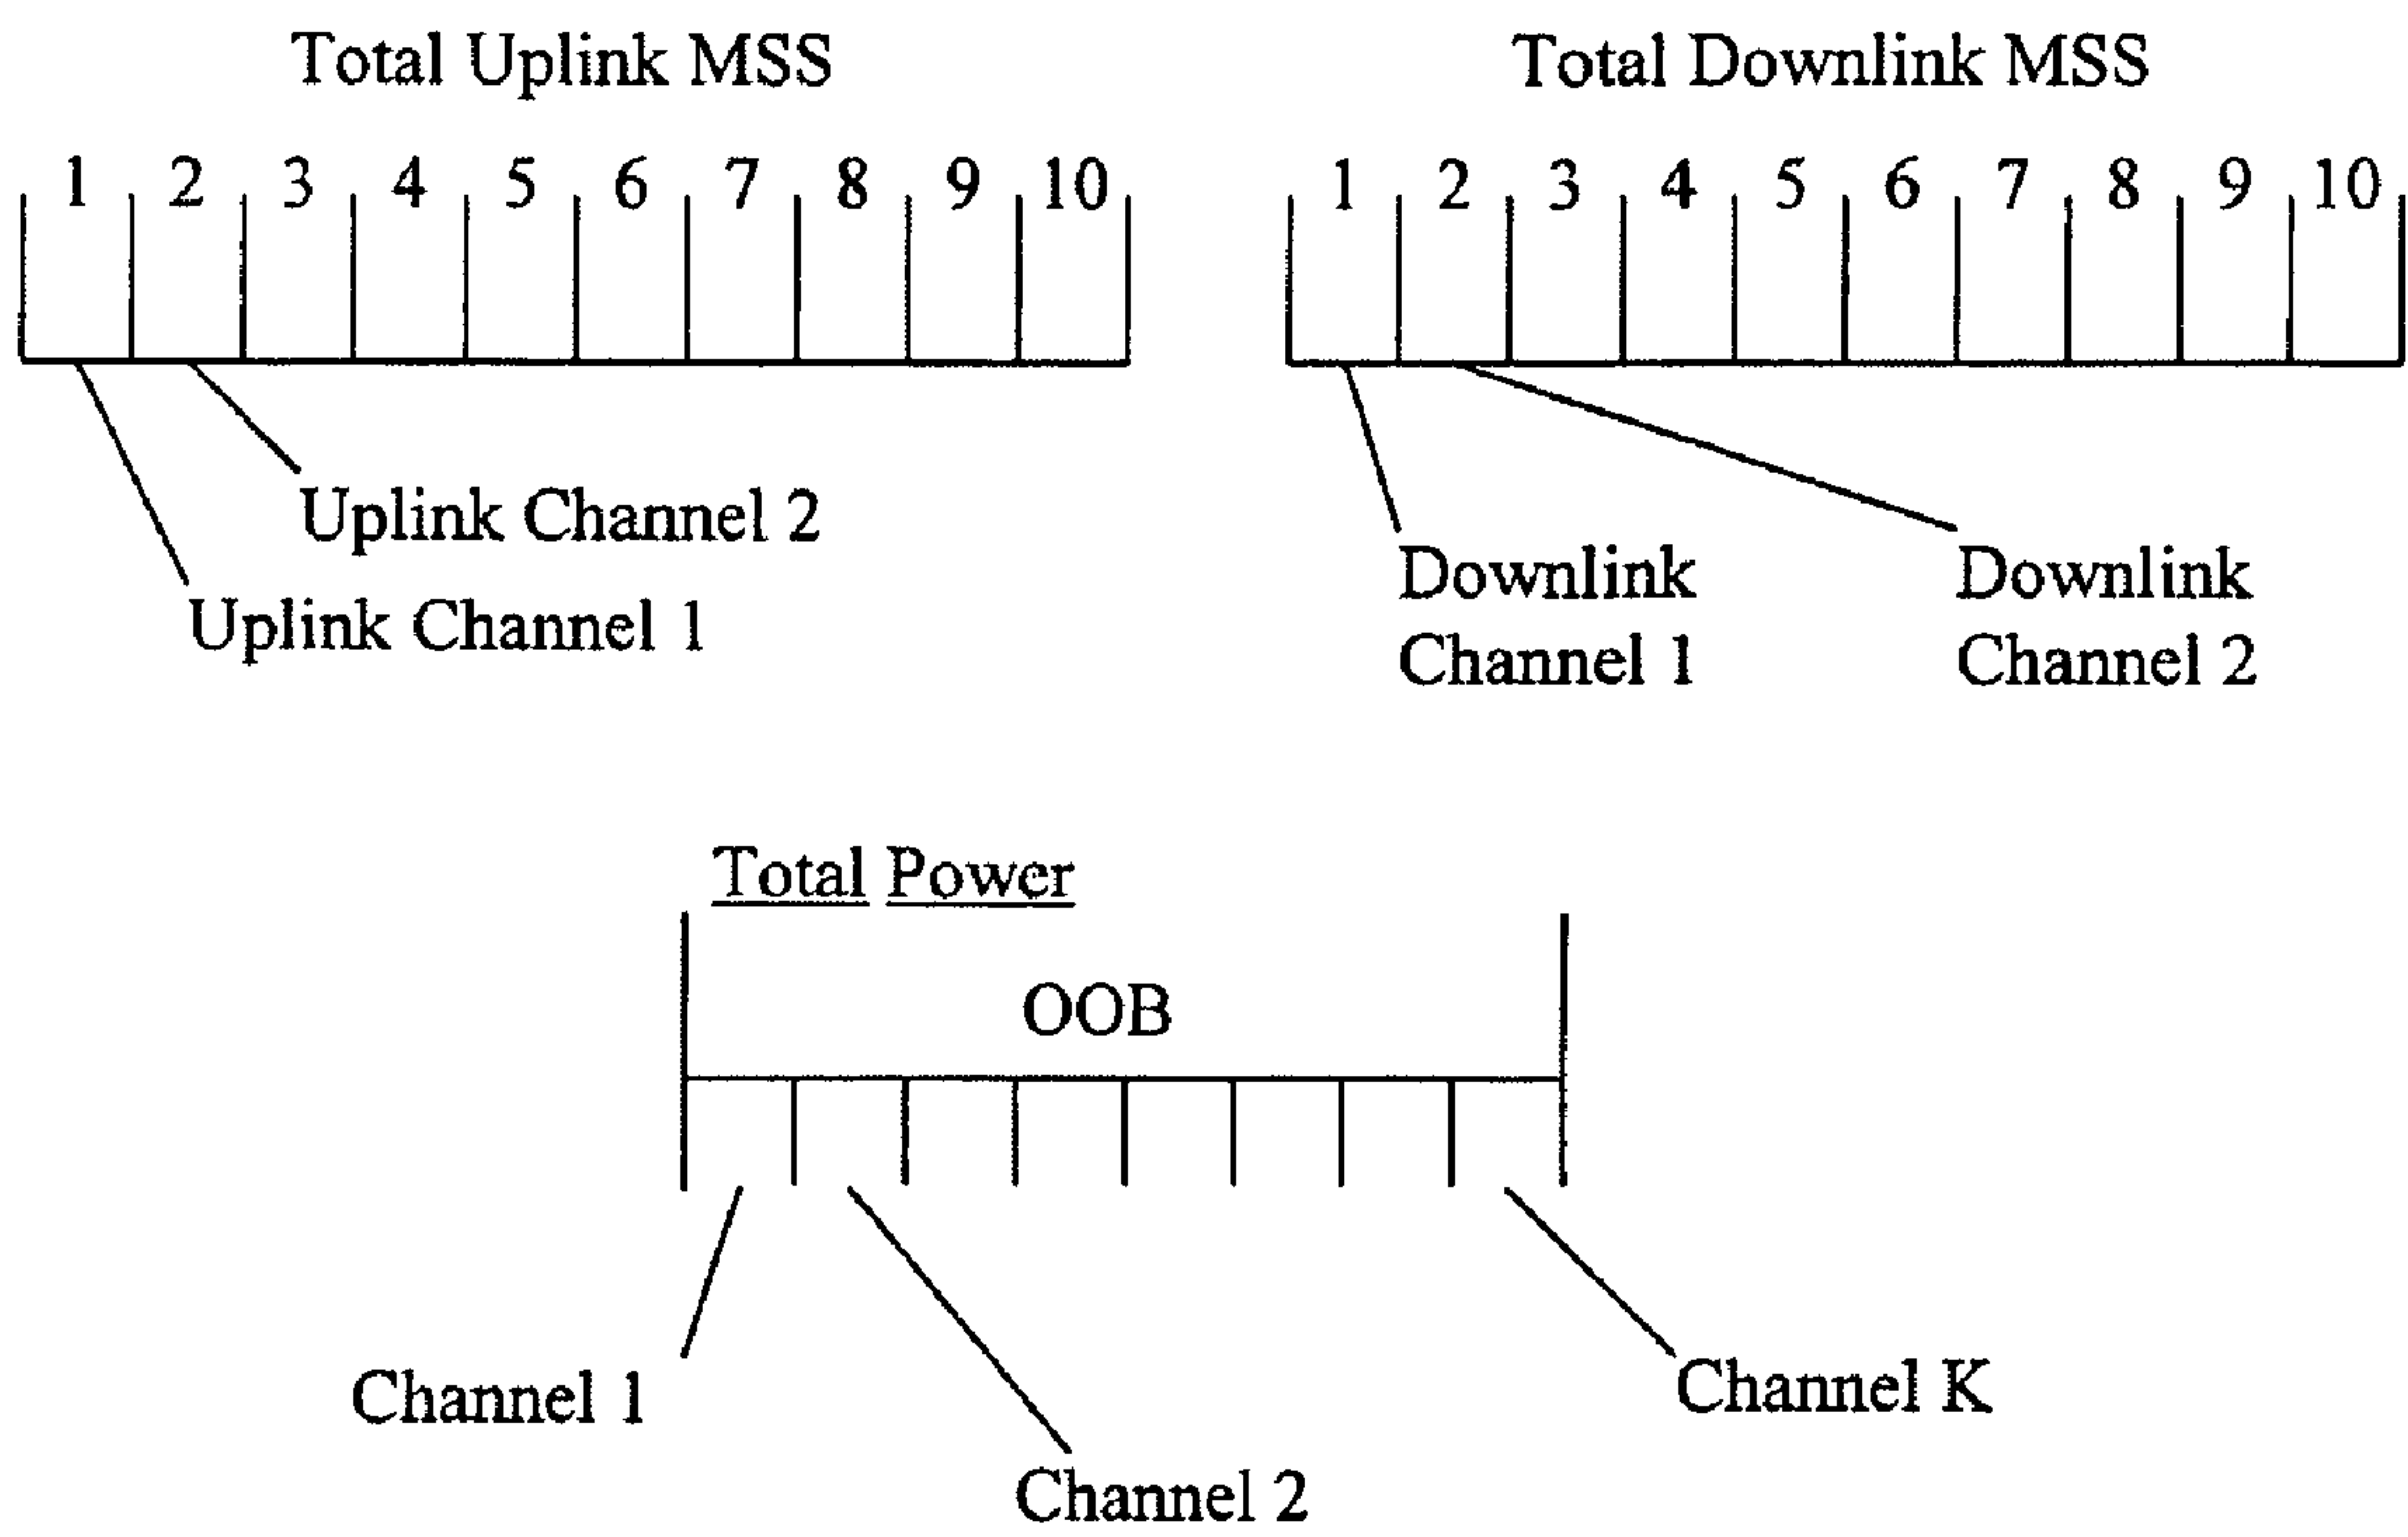 Total Uplink MSS
Total Downlink MSS
1 2 3 4 5 6 7 8 9 10
1 2 3 4 5 6 7 8 9 10
Uplink Channel 2
Uplink Channel 1
Downlink
Channel 1
Downlink
Channel 2
Total Power
OOB
Channel 1
Channel 2
Channel K